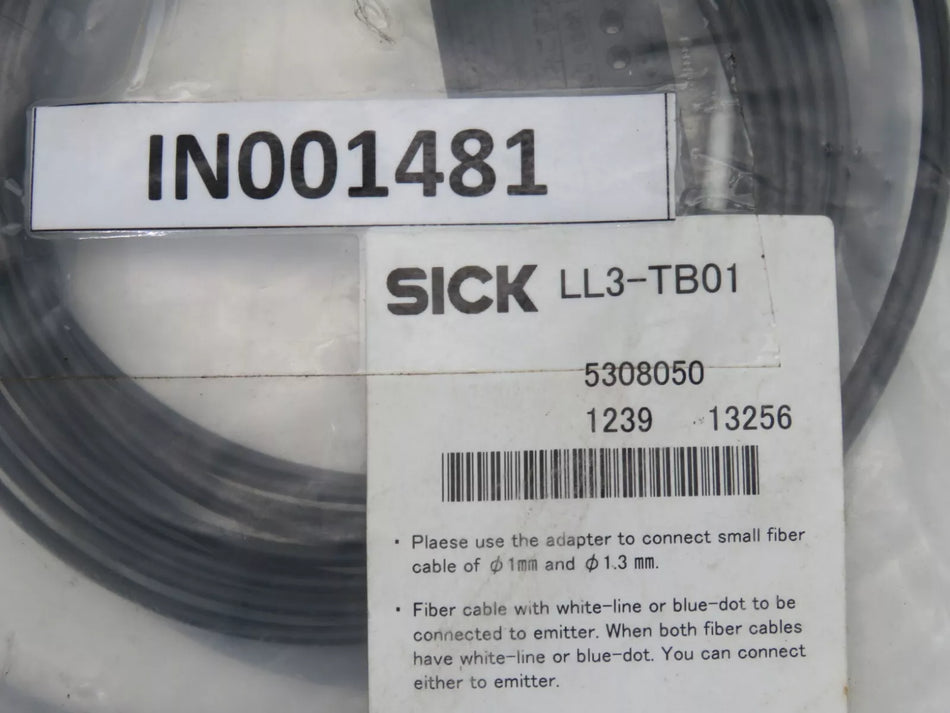 IN001481
SICK LL3-TB01
5308050
1239 13256
· Plaese use the adapter to connect small fiber
cable of ϕ1mm and ϕ1.3 mm.
· Fiber cable with white-line or blue-dot to be
connected to emitter. When both fiber cables
have white-line or blue-dot. You can connect
either to emitter.